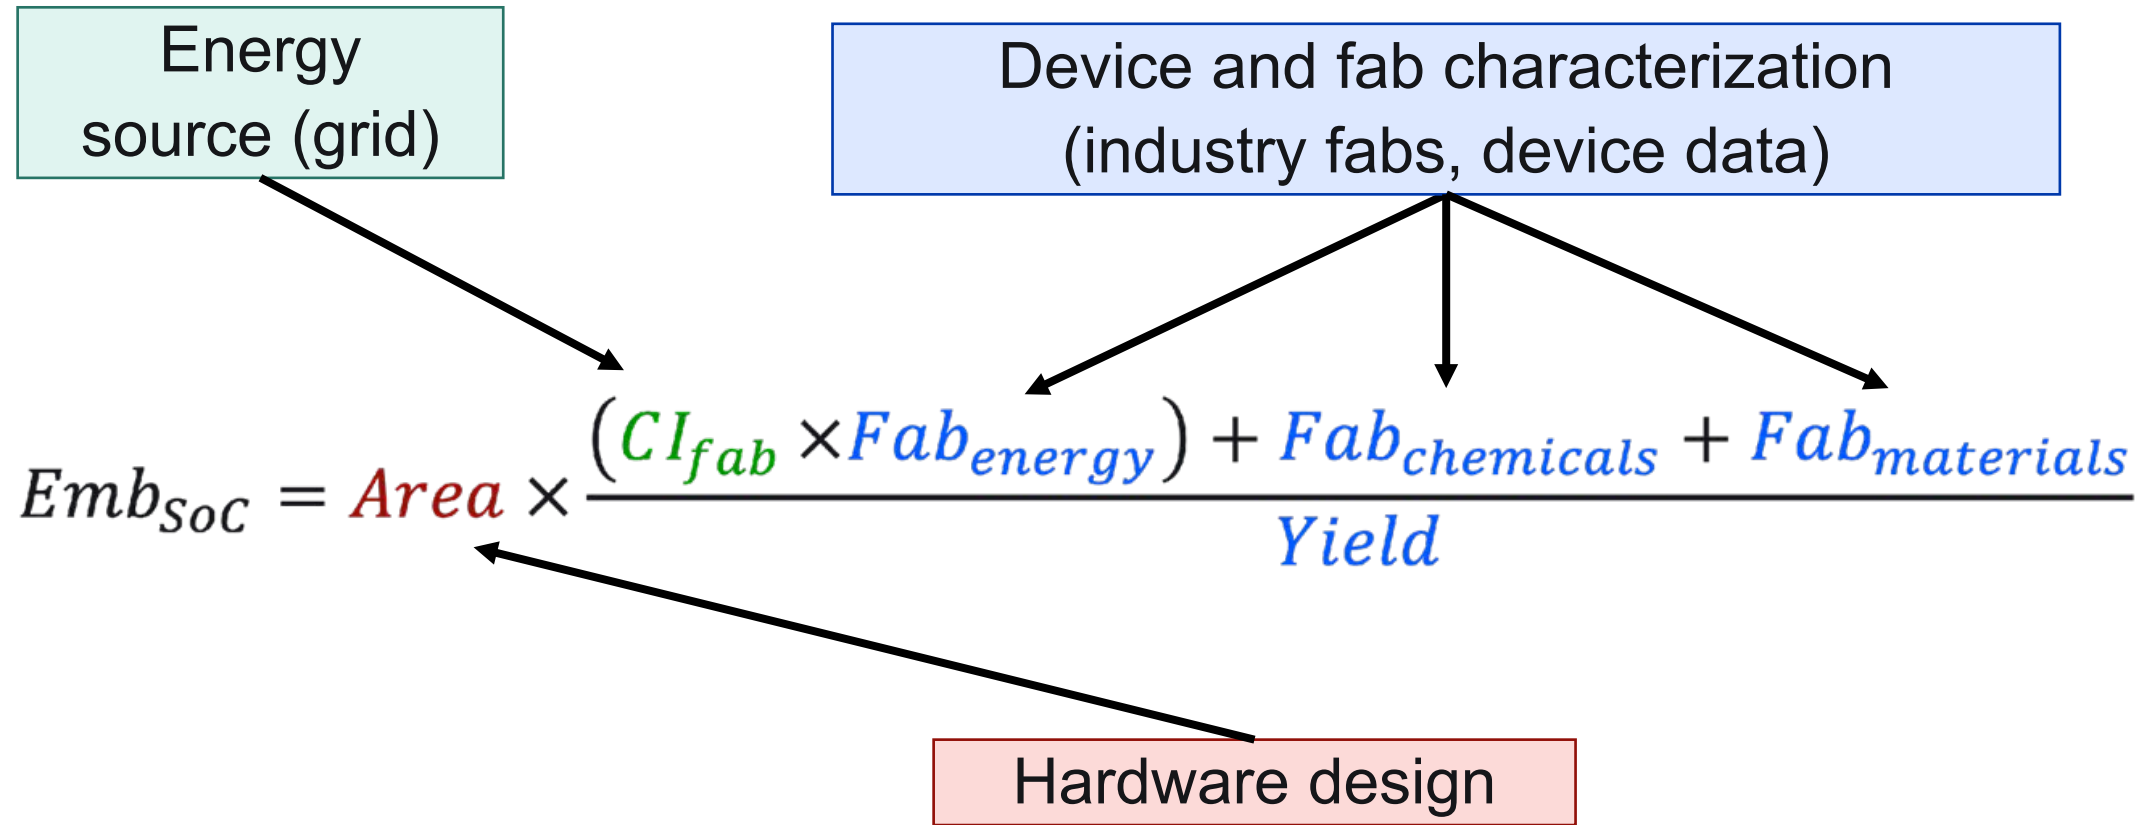 Energy
source (grid)
Device and fab characterization
(industry fabs, device data)
Emb_SoC = Area × ((CI_fab × Fab_energy) + Fab_chemicals + Fab_materials) / Yield
Hardware design